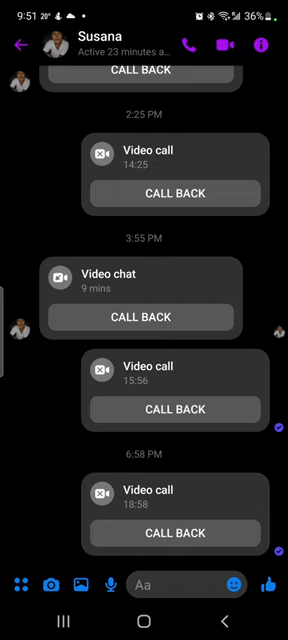 9:51 20°
36%
Susana
Active 23 minutes a...
CALL BACK
2:25 PM
Video call
14:25
CALL BACK
3:55 PM
Video chat
9 mins
CALL BACK
Video call
15:56
CALL BACK
6:58 PM
Video call
18:58
CALL BACK
Aa